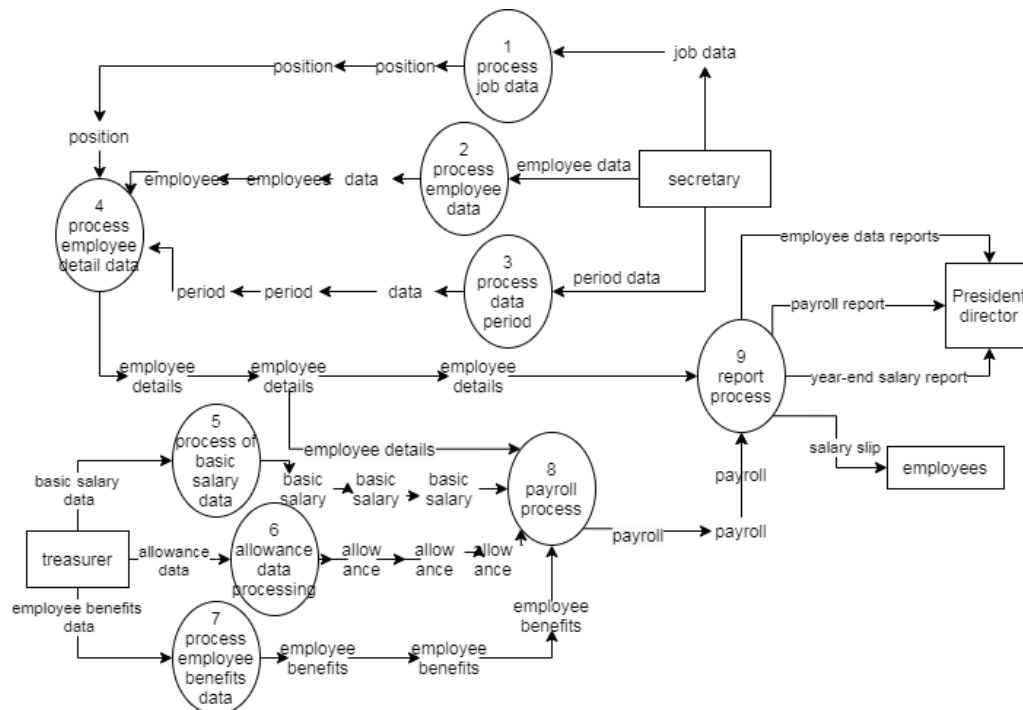 1
process
job data
job data
position
position
position
2
process
employee
data
employee data
secretary
employees
employees
data
4
process
employee
detail data
3
process
data
period
period data
period
period
data
employee data reports
President
director
payroll report
9
report
process
year-end salary report
employee
details
employee
details
employee
details
5
process of
basic
salary
data
employee details
salary slip
employees
basic salary
data
basic
salary
basic
salary
basic
salary
8
payroll
process
payroll
6
allowance
data
processing
treasurer
allowance
data
allow
ance
allow
ance
allow
ance
payroll
payroll
employee benefits
data
7
process
employee
benefits
data
employee
benefits
employee
benefits
employee
benefits